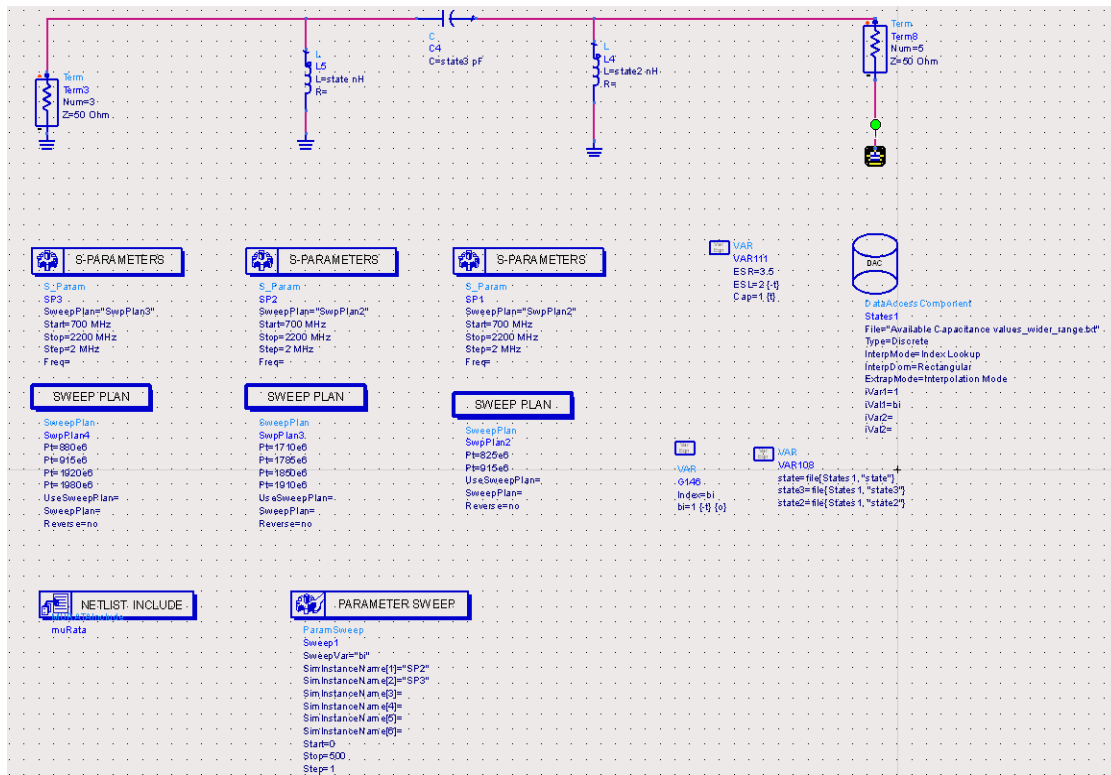 Term
Term3
Num=3
Z=50 Ohm
L
L5
L=state nH
R=
C
C4
C=state3 pF
L
L4
L=state2 nH
R=
Term
Term8
Num=5
Z=50 Ohm
S-PARAMETERS
S_Param
SP3
SweepPlan="SwpPlan3"
Start=700 MHz
Stop=2200 MHz
Step=2 MHz
Freq=
S-PARAMETERS
S_Param
SP2
SweepPlan="SwpPlan2"
Start=700 MHz
Stop=2200 MHz
Step=2 MHz
Freq=
S-PARAMETERS
S_Param
SP1
SweepPlan="SwpPlan2"
Start=700 MHz
Stop=2200 MHz
Step=2 MHz
Freq=
VAR
VAR111
ESR=3.5
ESL=2 {-t}
Cap=1 {t}
DAC
DataAccessComponent
States1
File="Available Capacitance values_wider_range.txt"
Type=Discrete
InterpMode=Index Lookup
InterpDom=Rectangular
ExtrapMode=Interpolation Mode
iVar1=1
iVal1=bi
iVar2=
iVal2=
SWEEP PLAN
SweepPlan
SwpPlan4
Pt=880e6
Pt=915e6
Pt=1920e6
Pt=1980e6
UseSweepPlan=
SweepPlan=
Reverse=no
SWEEP PLAN
SweepPlan
SwpPlan3
Pt=1710e6
Pt=1785e6
Pt=1850e6
Pt=1910e6
UseSweepPlan=
SweepPlan=
Reverse=no
SWEEP PLAN
SweepPlan
SwpPlan2
Pt=825e6
Pt=915e6
UseSweepPlan=
SweepPlan=
Reverse=no
VAR
G146
Index=bi
bi=1 {-t} {o}
VAR
VAR108
state=file{States1, "state"}
state3=file{States1, "state3"}
state2=file{States1, "state2"}
NETLIST INCLUDE
muRata
PARAMETER SWEEP
ParamSweep
Sweep1
SweepVar="bi"
SimInstanceName[1]="SP2"
SimInstanceName[2]="SP3"
SimInstanceName[3]=
SimInstanceName[4]=
SimInstanceName[5]=
SimInstanceName[6]=
Start=0
Stop=500
Step=1